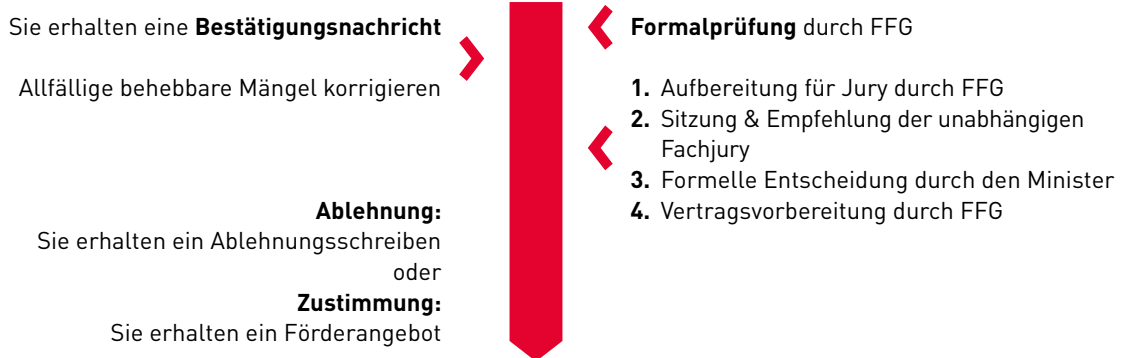 Sie erhalten eine Bestätigungsnachricht
Allfällige behebbare Mängel korrigieren
Ablehnung:
Sie erhalten ein Ablehnungsschreiben
oder
Zustimmung:
Sie erhalten ein Förderangebot
Formalprüfung durch FFG
1. Aufbereitung für Jury durch FFG
2. Sitzung & Empfehlung der unabhängigen
Fachjury
3. Formelle Entscheidung durch den Minister
4. Vertragsvorbereitung durch FFG